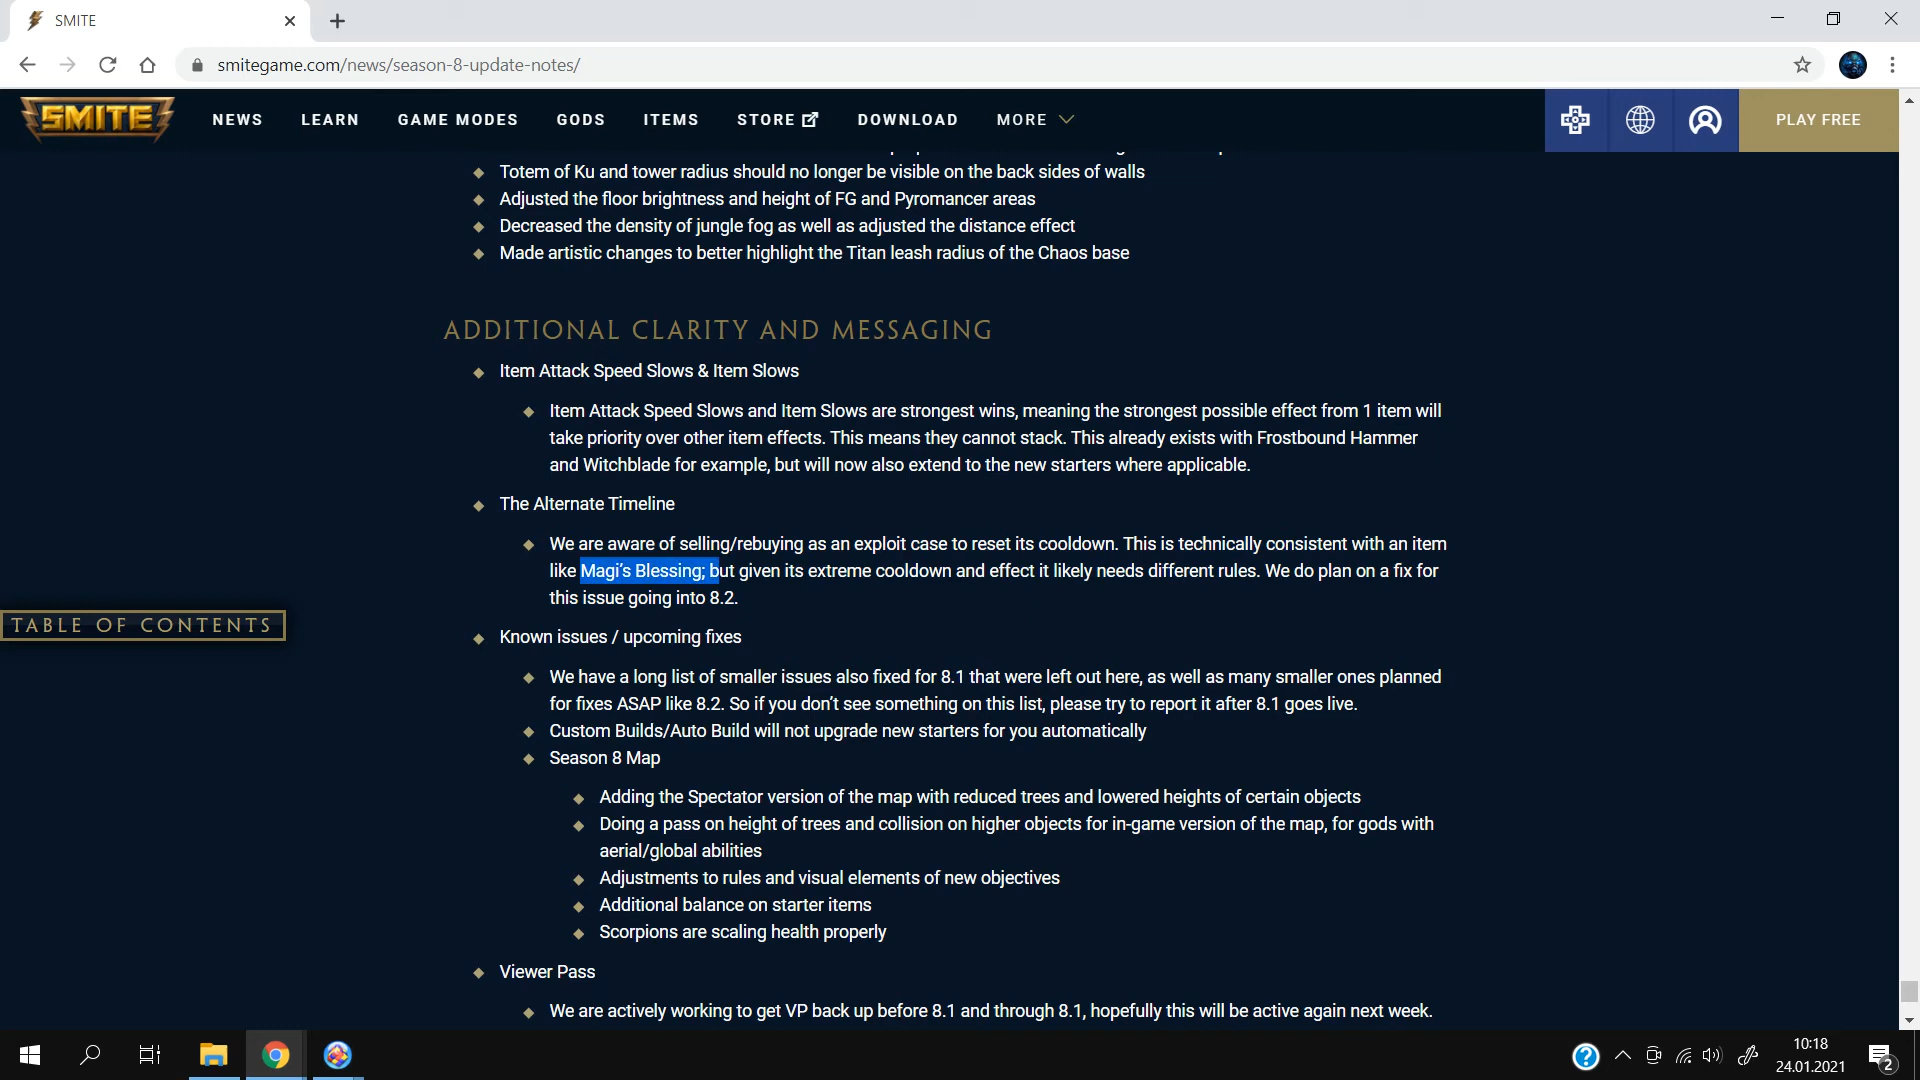 SMITE
smitegame.com/news/season-8-update-notes/
SMITE NEWS LEARN GAME MODES GODS ITEMS STORE DOWNLOAD MORE PLAY FREE
Totem of Ku and tower radius should no longer be visible on the back sides of walls
Adjusted the floor brightness and height of FG and Pyromancer areas
Decreased the density of jungle fog as well as adjusted the distance effect
Made artistic changes to better highlight the Titan leash radius of the Chaos base
ADDITIONAL CLARITY AND MESSAGING
Item Attack Speed Slows & Item Slows
Item Attack Speed Slows and Item Slows are strongest wins, meaning the strongest possible effect from 1 item will
take priority over other item effects. This means they cannot stack. This already exists with Frostbound Hammer
and Witchblade for example, but will now also extend to the new starters where applicable.
The Alternate Timeline
We are aware of selling/rebuying as an exploit case to reset its cooldown. This is technically consistent with an item
like Magi’s Blessing; but given its extreme cooldown and effect it likely needs different rules. We do plan on a fix for
this issue going into 8.2.
TABLE OF CONTENTS
Known issues / upcoming fixes
We have a long list of smaller issues also fixed for 8.1 that were left out here, as well as many smaller ones planned
for fixes ASAP like 8.2. So if you don’t see something on this list, please try to report it after 8.1 goes live.
Custom Builds/Auto Build will not upgrade new starters for you automatically
Season 8 Map
Adding the Spectator version of the map with reduced trees and lowered heights of certain objects
Doing a pass on height of trees and collision on higher objects for in-game version of the map, for gods with
aerial/global abilities
Adjustments to rules and visual elements of new objectives
Additional balance on starter items
Scorpions are scaling health properly
Viewer Pass
We are actively working to get VP back up before 8.1 and through 8.1, hopefully this will be active again next week.
10:18
24.01.2021
2